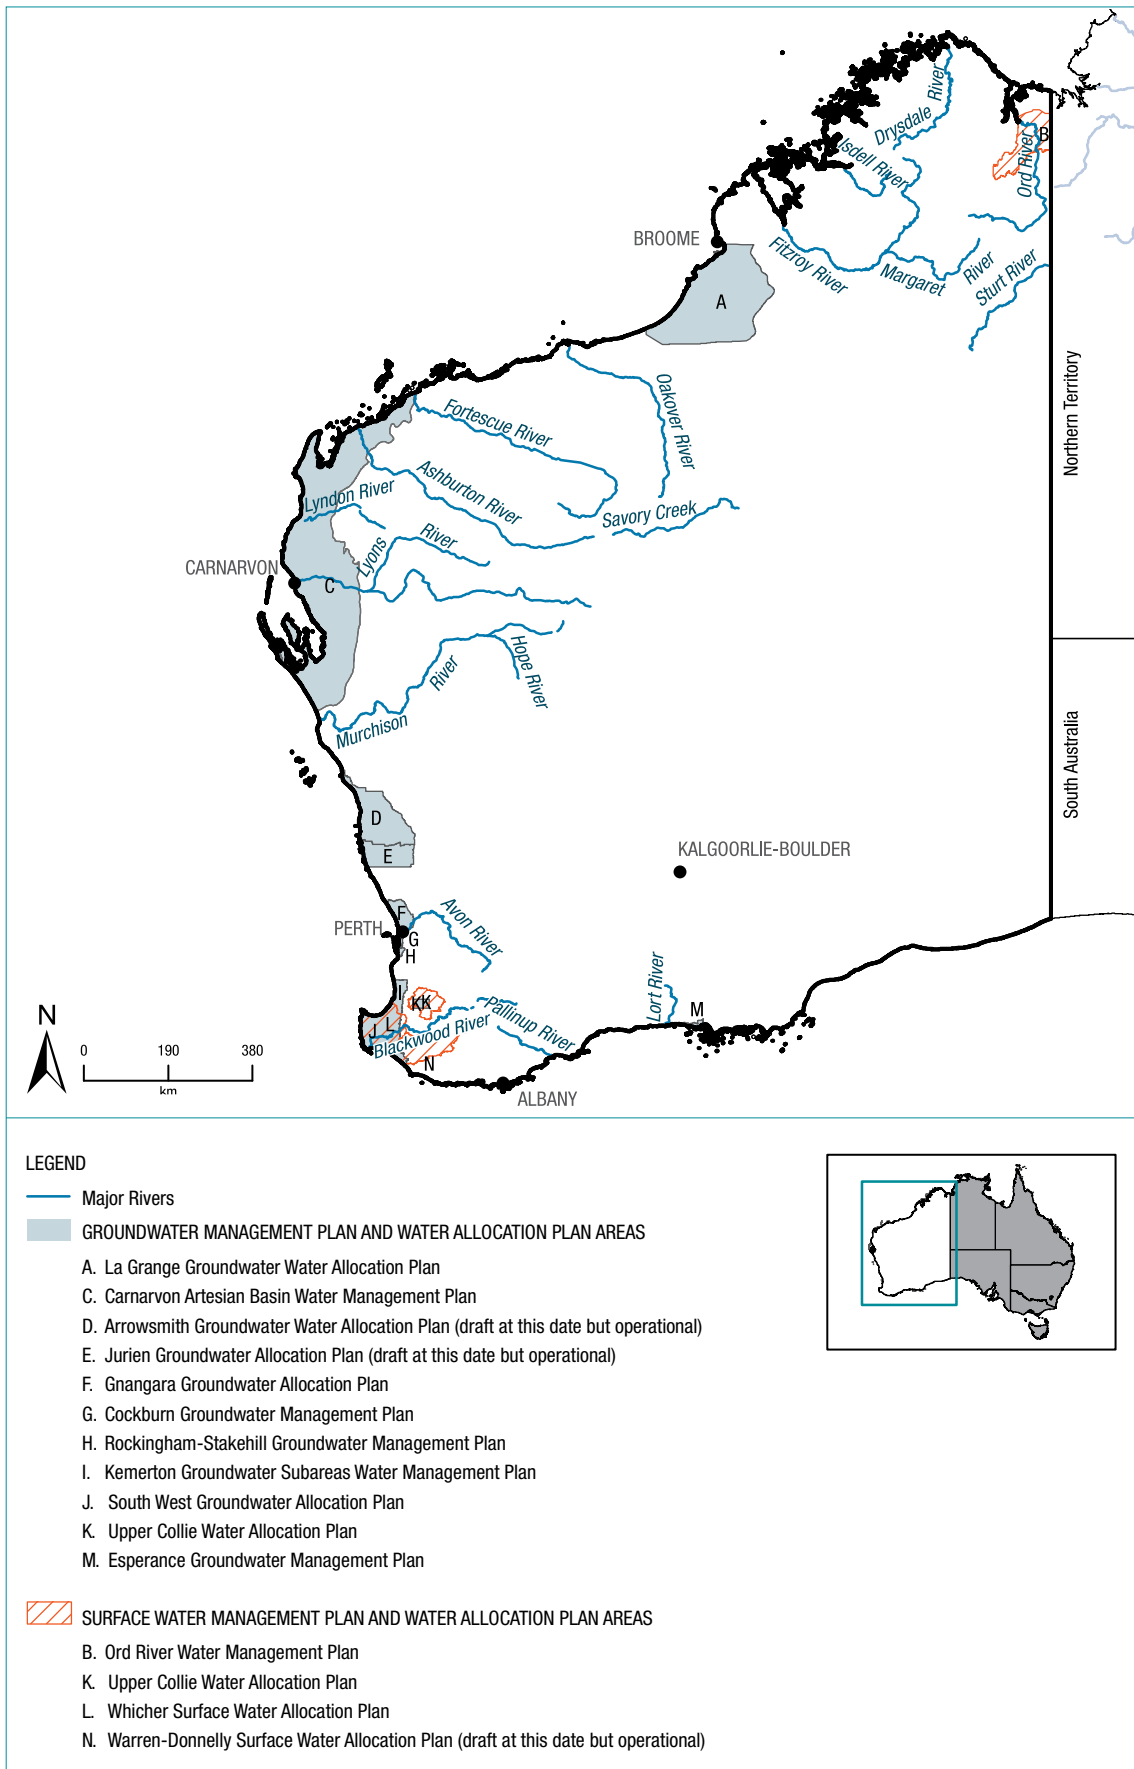 Drysdale River
Isdell River
B
Ord River
BROOME
Fitzroy River
Margaret River
Sturt River
A
Northern Territory
Oakover River
Fortescue River
Ashburton River
Lyndon River
Savory Creek
Lyons River
CARNARVON
C
Hope River
Murchison River
South Australia
D
E
KALGOORLIE-BOULDER
F
Avon River
PERTH
G
H
Lort River
I
KK
M
Pallinup River
J
L
Blackwood River
N
ALBANY
N
0 190 380
km
LEGEND
Major Rivers
GROUNDWATER MANAGEMENT PLAN AND WATER ALLOCATION PLAN AREAS
A. La Grange Groundwater Water Allocation Plan
C. Carnarvon Artesian Basin Water Management Plan
D. Arrowsmith Groundwater Water Allocation Plan (draft at this date but operational)
E. Jurien Groundwater Allocation Plan (draft at this date but operational)
F. Gnangara Groundwater Allocation Plan
G. Cockburn Groundwater Management Plan
H. Rockingham-Stakehill Groundwater Management Plan
I. Kemerton Groundwater Subareas Water Management Plan
J. South West Groundwater Allocation Plan
K. Upper Collie Water Allocation Plan
M. Esperance Groundwater Management Plan
SURFACE WATER MANAGEMENT PLAN AND WATER ALLOCATION PLAN AREAS
B. Ord River Water Management Plan
K. Upper Collie Water Allocation Plan
L. Whicher Surface Water Allocation Plan
N. Warren-Donnelly Surface Water Allocation Plan (draft at this date but operational)